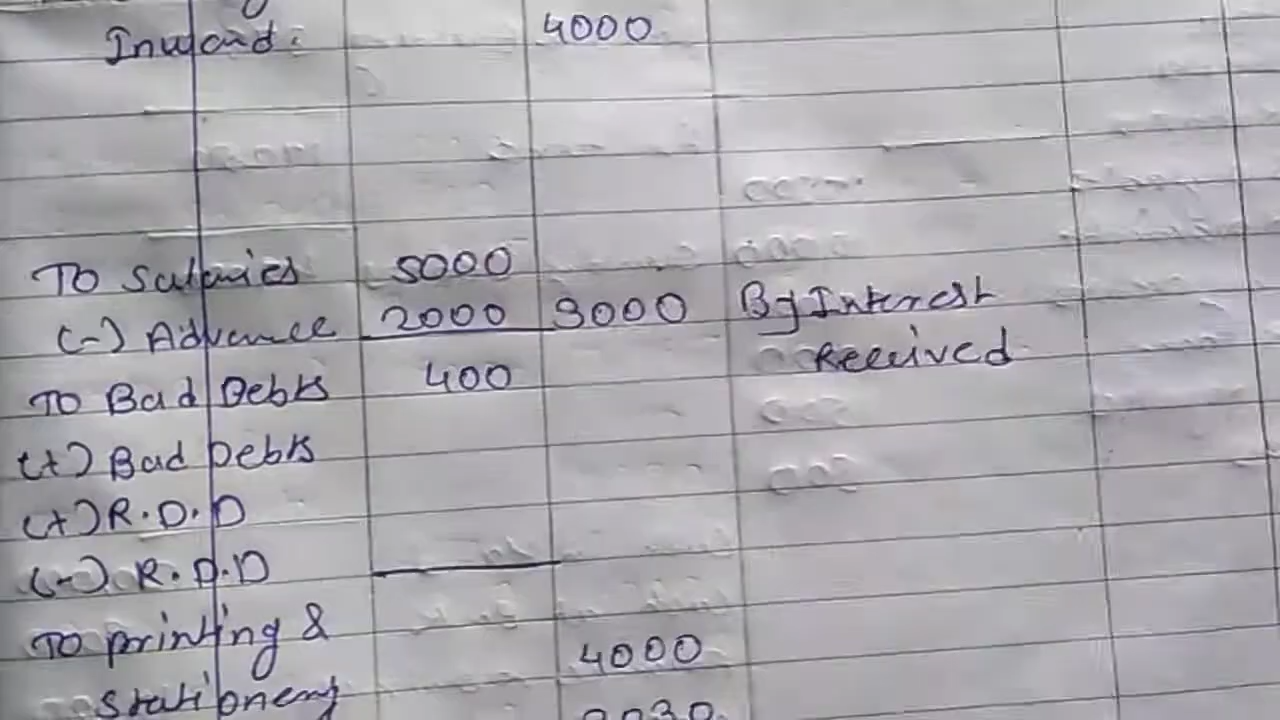 Inward: 4000
To Salaries 5000
(-) Advance 2000 3000 By Interest
Received
To Bad Debts 400
(+) Bad Debts
(+) R.D.D
(-) R.D.D
To printing &
4000
Stationery